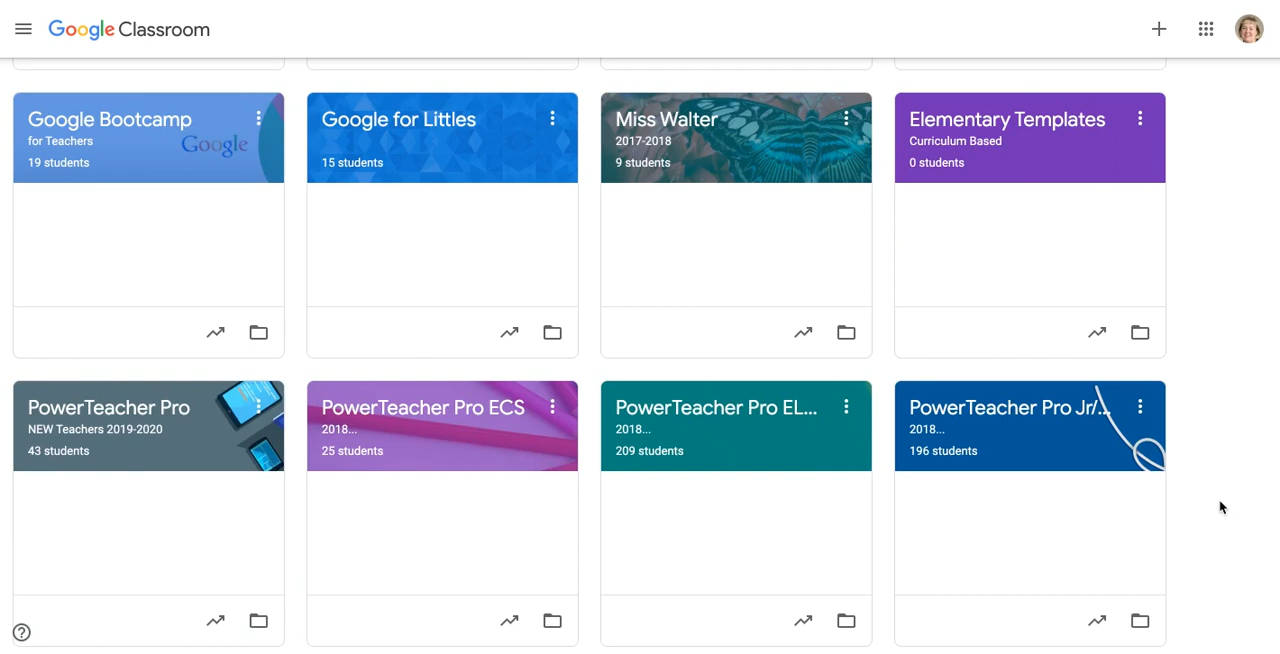 Google Classroom
Google Bootcamp
for Teachers
19 students
Google
Google for Littles
15 students
Miss Walter
2017-2018
9 students
Elementary Templates
Curriculum Based
0 students
PowerTeacher Pro
NEW Teachers 2019-2020
43 students
PowerTeacher Pro ECS
2018...
25 students
PowerTeacher Pro EL...
2018...
209 students
PowerTeacher Pro Jr/...
2018...
196 students